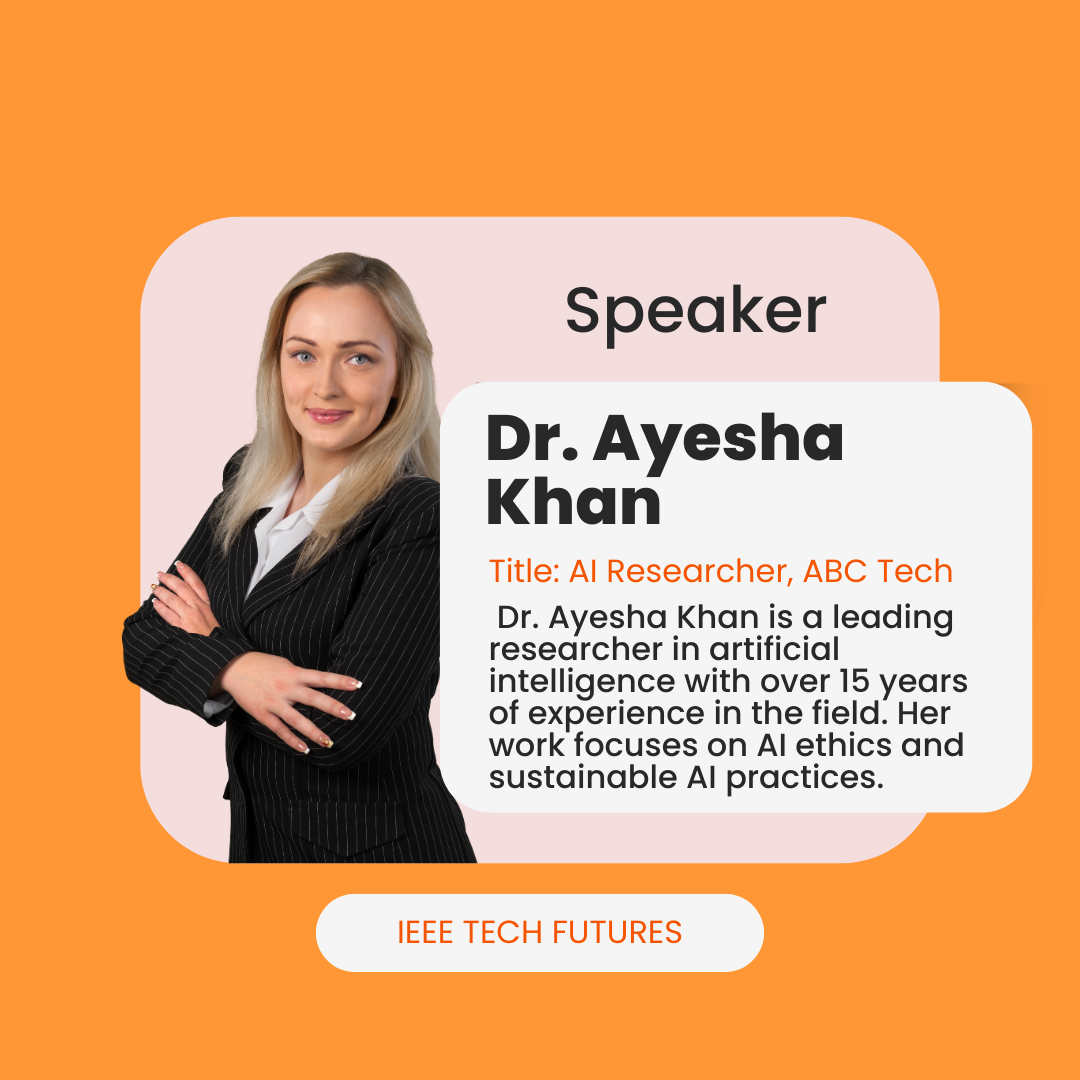 Speaker
Dr. Ayesha
Khan
Title: AI Researcher, ABC Tech
Dr. Ayesha Khan is a leading
researcher in artificial
intelligence with over 15 years
of experience in the field. Her
work focuses on AI ethics and
sustainable AI practices.
IEEE TECH FUTURES